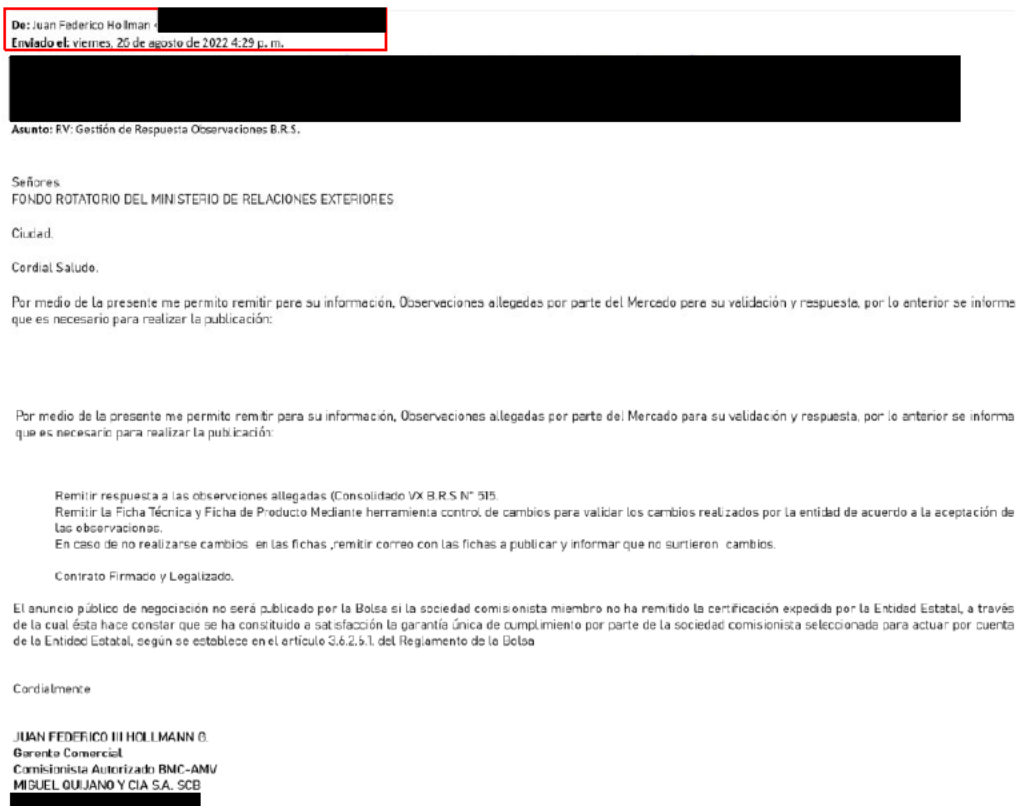 De: Juan Federico Hollman <
Enviado el: viernes, 26 de agosto de 2022 4:29 p. m.
Asunto: RV: Gestión de Respuesta Observaciones B.R.S.
Señores
FONDO ROTATORIO DEL MINISTERIO DE RELACIONES EXTERIORES
Ciudad.
Cordial Saludo.
Por medio de la presente me permito remitir para su información, Observaciones allegadas por parte del Mercado para su validación y respuesta, por lo anterior se informa
que es necesario para realizar la publicación:
Por medio de la presente me permito remitir para su información, Observaciones allegadas por parte del Mercado para su validación y respuesta, por lo anterior se informa
que es necesario para realizar la publicación:
Remitir respuesta a las observciones allegadas (Consolidado VX B.R.S N° 515.
Remitir la Ficha Técnica y Ficha de Producto Mediante herramienta control de cambios para validar los cambios realizados por la entidad de acuerdo a la aceptación de
las observaciones.
En caso de no realizarse cambios en las fichas ,remitir correo con las fichas a publicar y informar que no surtieron cambios.
Contrato Firmado y Legalizado.
El anuncio público de negociación no será publicado por la Bolsa si la sociedad comisionista miembro no ha remitido la certificación expedida por la Entidad Estatal, a través
de la cual ésta hace constar que se ha constituido a satisfacción la garantía única de cumplimiento por parte de la sociedad comisionista seleccionada para actuar por cuenta
de la Entidad Estatal, según se establece en el artículo 3.6.2.6.1. del Reglamento de la Bolsa
Cordialmente
JUAN FEDERICO III HOLLMANN G.
Gerente Comercial
Comisionista Autorizado BMC-AMV
MIGUEL QUIJANO Y CIA S.A. SCB